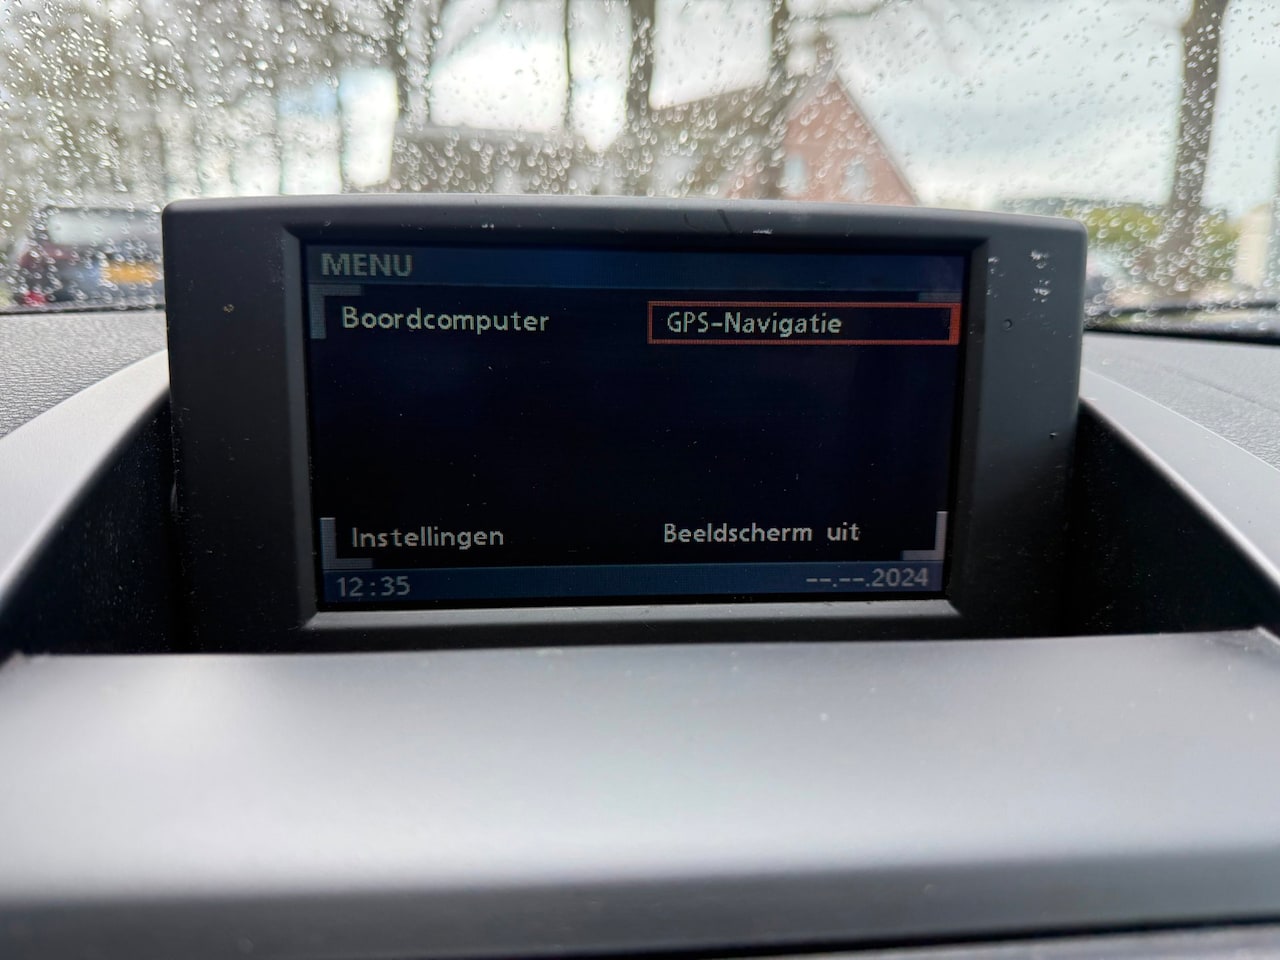 MENU
Boordcomputer
GPS-Navigatie
Instellingen
Beeldscherm uit
12:35
--.--.2024